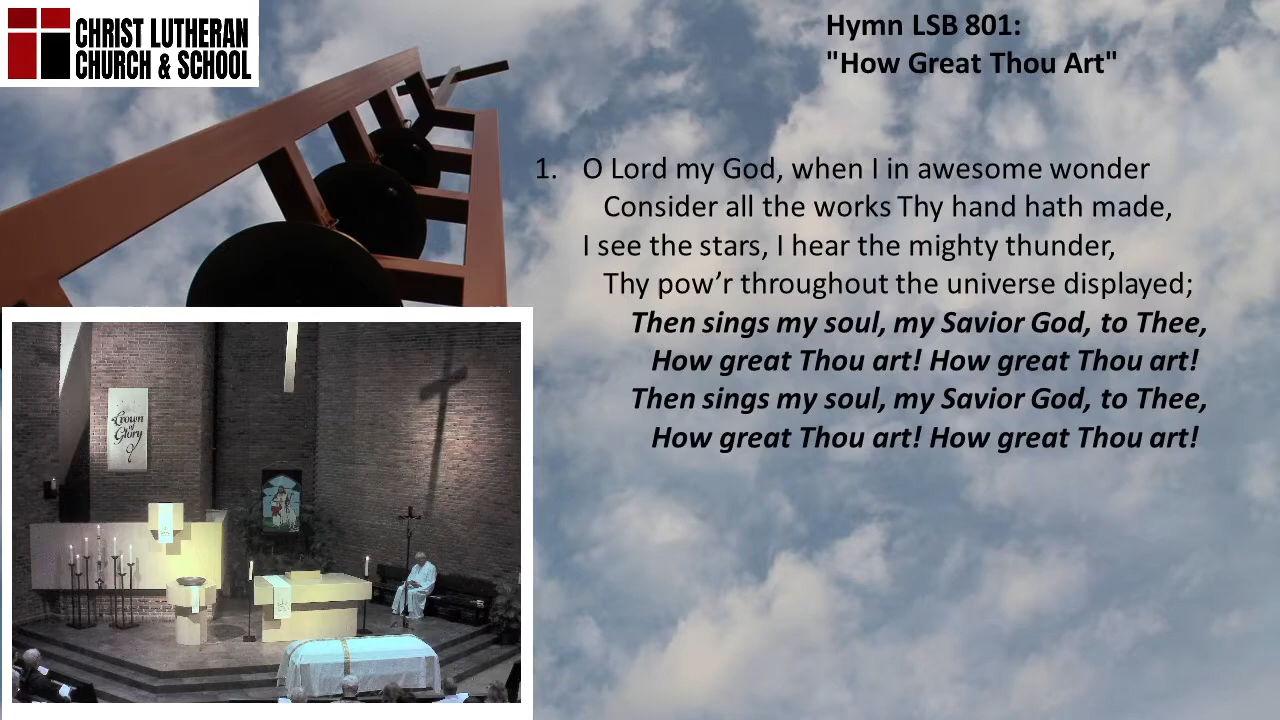 CHRIST LUTHERAN
CHURCH & SCHOOL
Hymn LSB 801:
"How Great Thou Art"
1. O Lord my God, when I in awesome wonder
Consider all the works Thy hand hath made,
I see the stars, I hear the mighty thunder,
Thy pow’r throughout the universe displayed;
Then sings my soul, my Savior God, to Thee,
How great Thou art! How great Thou art!
Then sings my soul, my Savior God, to Thee,
How great Thou art! How great Thou art!
Crown
of
Glory